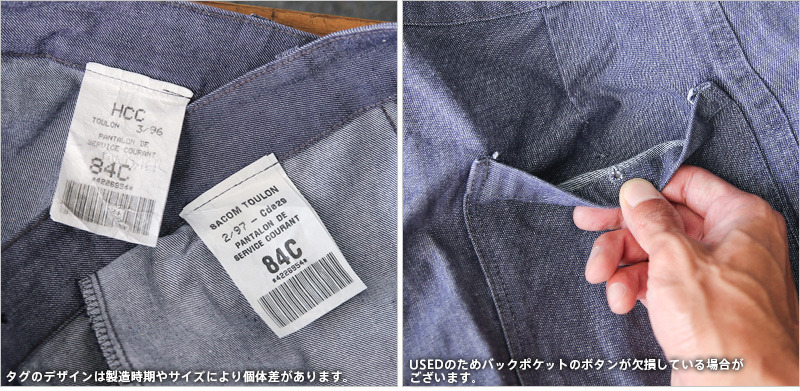 HCC
TOULON 3/96
PANTALON DE
SERVICE COURANT
84C
*4226954*
SACOM TOULON
2/97 - Cde29
PANTALON DE
SERVICE COURANT
84C
*4226954*
タグのデザインは製造時期やサイズにより個体差があります。
USEDのためバックポケットのボタンが欠損している場合が
ございます。